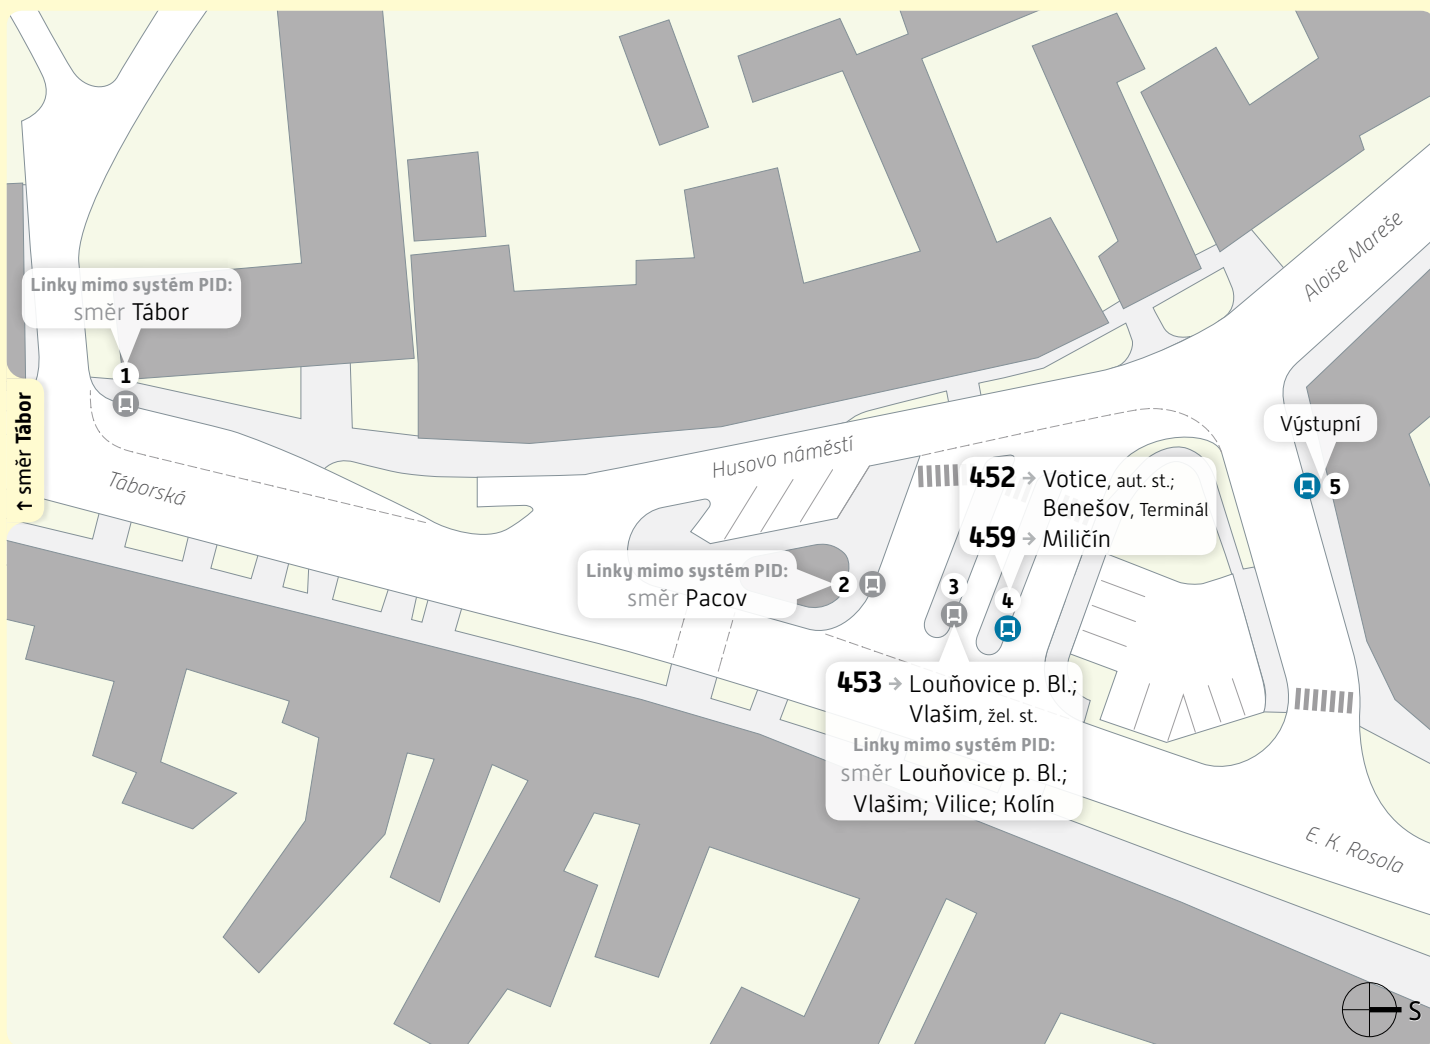 Linky mimo systém PID:
směr Tábor
1
↑ směr Tábor
Táborská
Husovo náměstí
Aloise Mareše
Výstupní
5
452 → Votice, aut. st.;
Benešov, Terminál
459 → Miličín
Linky mimo systém PID:
směr Pacov
2
3
4
453 → Louňovice p. Bl.;
Vlašim, žel. st.
Linky mimo systém PID:
směr Louňovice p. Bl.;
Vlašim; Vilice; Kolín
E. K. Rosola
S